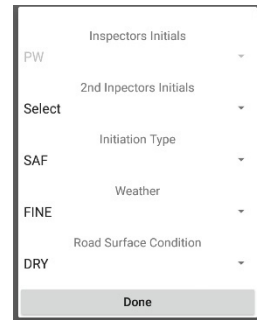 Inspectors Initials
PW
2nd Inpectors Initials
Select
Initiation Type
SAF
Weather
FINE
Road Surface Condition
DRY
Done